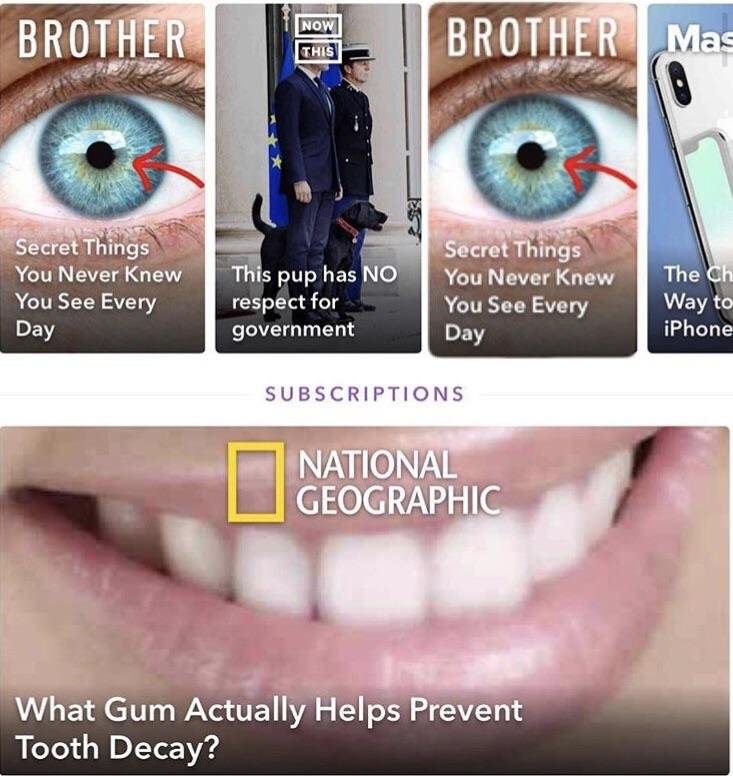 BROTHER
Secret Things
You Never Knew
You See Every
Day
NOW
THIS
This pup has NO
respect for
government
BROTHER
Secret Things
You Never Knew
You See Every
Day
Mas
The Ch
Way to
iPhone
SUBSCRIPTIONS
NATIONAL
GEOGRAPHIC
What Gum Actually Helps Prevent
Tooth Decay?